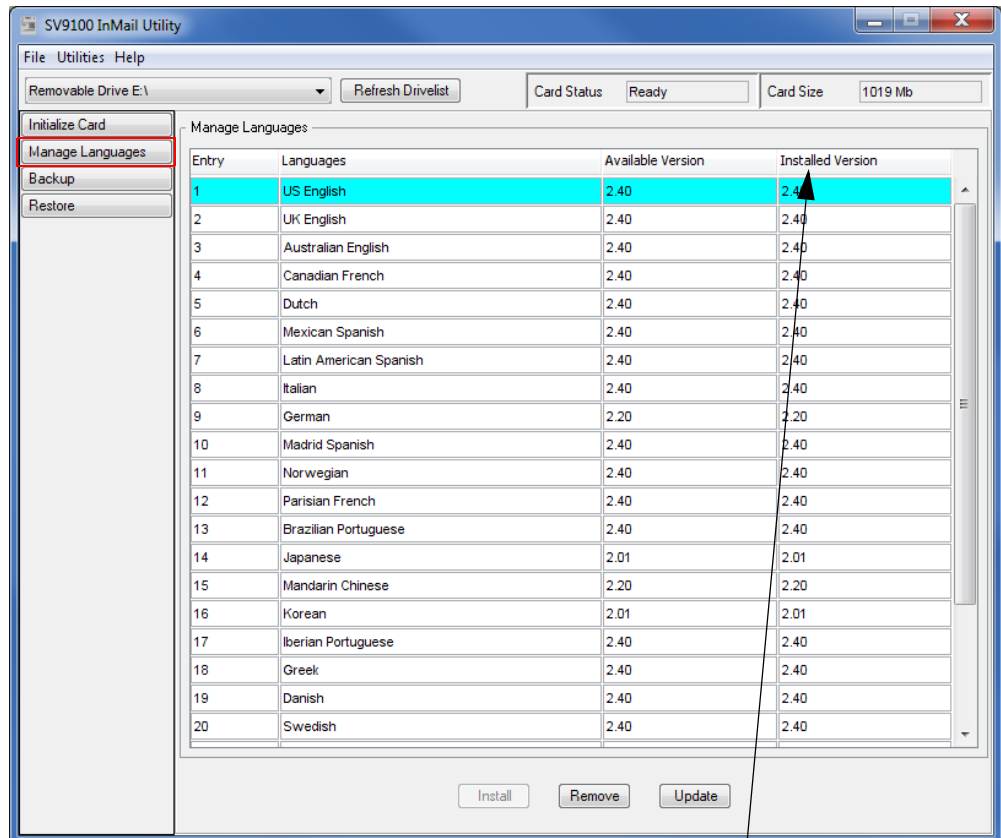 SV9100 InMail Utility
File Utilities Help
Removable Drive E:\ Refresh Drivelist Card Status Ready Card Size 1019 Mb
Initialize Card
Manage Languages
Backup
Restore
Manage Languages
Entry Languages Available Version Installed Version
1 US English 2.40 2.40
2 UK English 2.40 2.40
3 Australian English 2.40 2.40
4 Canadian French 2.40 2.40
5 Dutch 2.40 2.40
6 Mexican Spanish 2.40 2.40
7 Latin American Spanish 2.40 2.40
8 Italian 2.40 2.40
9 German 2.20 2.20
10 Madrid Spanish 2.40 2.40
11 Norwegian 2.40 2.40
12 Parisian French 2.40 2.40
13 Brazilian Portuguese 2.40 2.40
14 Japanese 2.01 2.01
15 Mandarin Chinese 2.20 2.20
16 Korean 2.01 2.01
17 Iberian Portuguese 2.40 2.40
18 Greek 2.40 2.40
19 Danish 2.40 2.40
20 Swedish 2.40 2.40
Install Remove Update